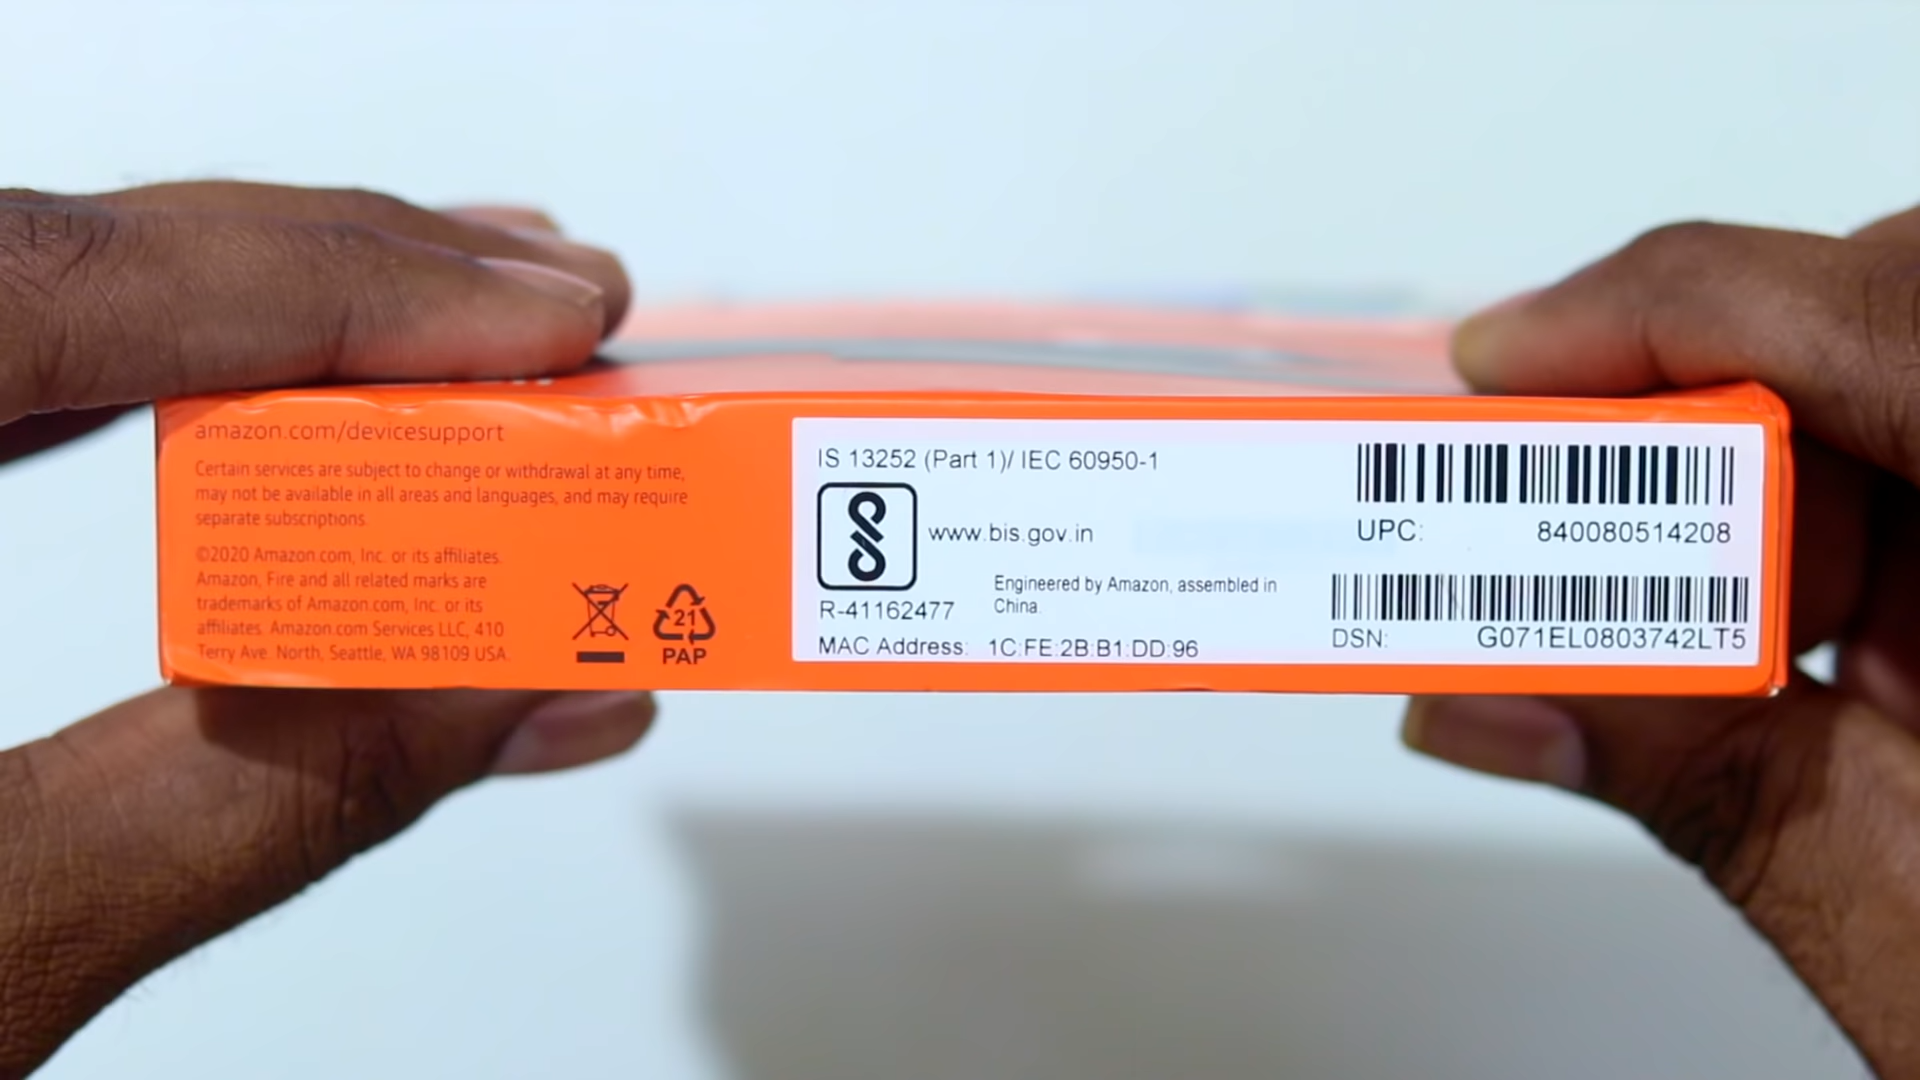 amazon.com/devicesupport
Certain services are subject to change or withdrawal at any time,
may not be available in all areas and languages, and may require
separate subscriptions.
©2020 Amazon.com, Inc. or its affiliates.
Amazon, Fire and all related marks are
trademarks of Amazon.com, Inc. or its
affiliates. Amazon.com Services LLC, 410
Terry Ave. North, Seattle, WA 98109 USA.
21
PAP
IS 13252 (Part 1)/ IEC 60950-1
www.bis.gov.in
R-41162477
Engineered by Amazon, assembled in
China.
MAC Address: 1C:FE:2B:B1:DD:96
UPC: 840080514208
DSN: G071EL0803742LT5